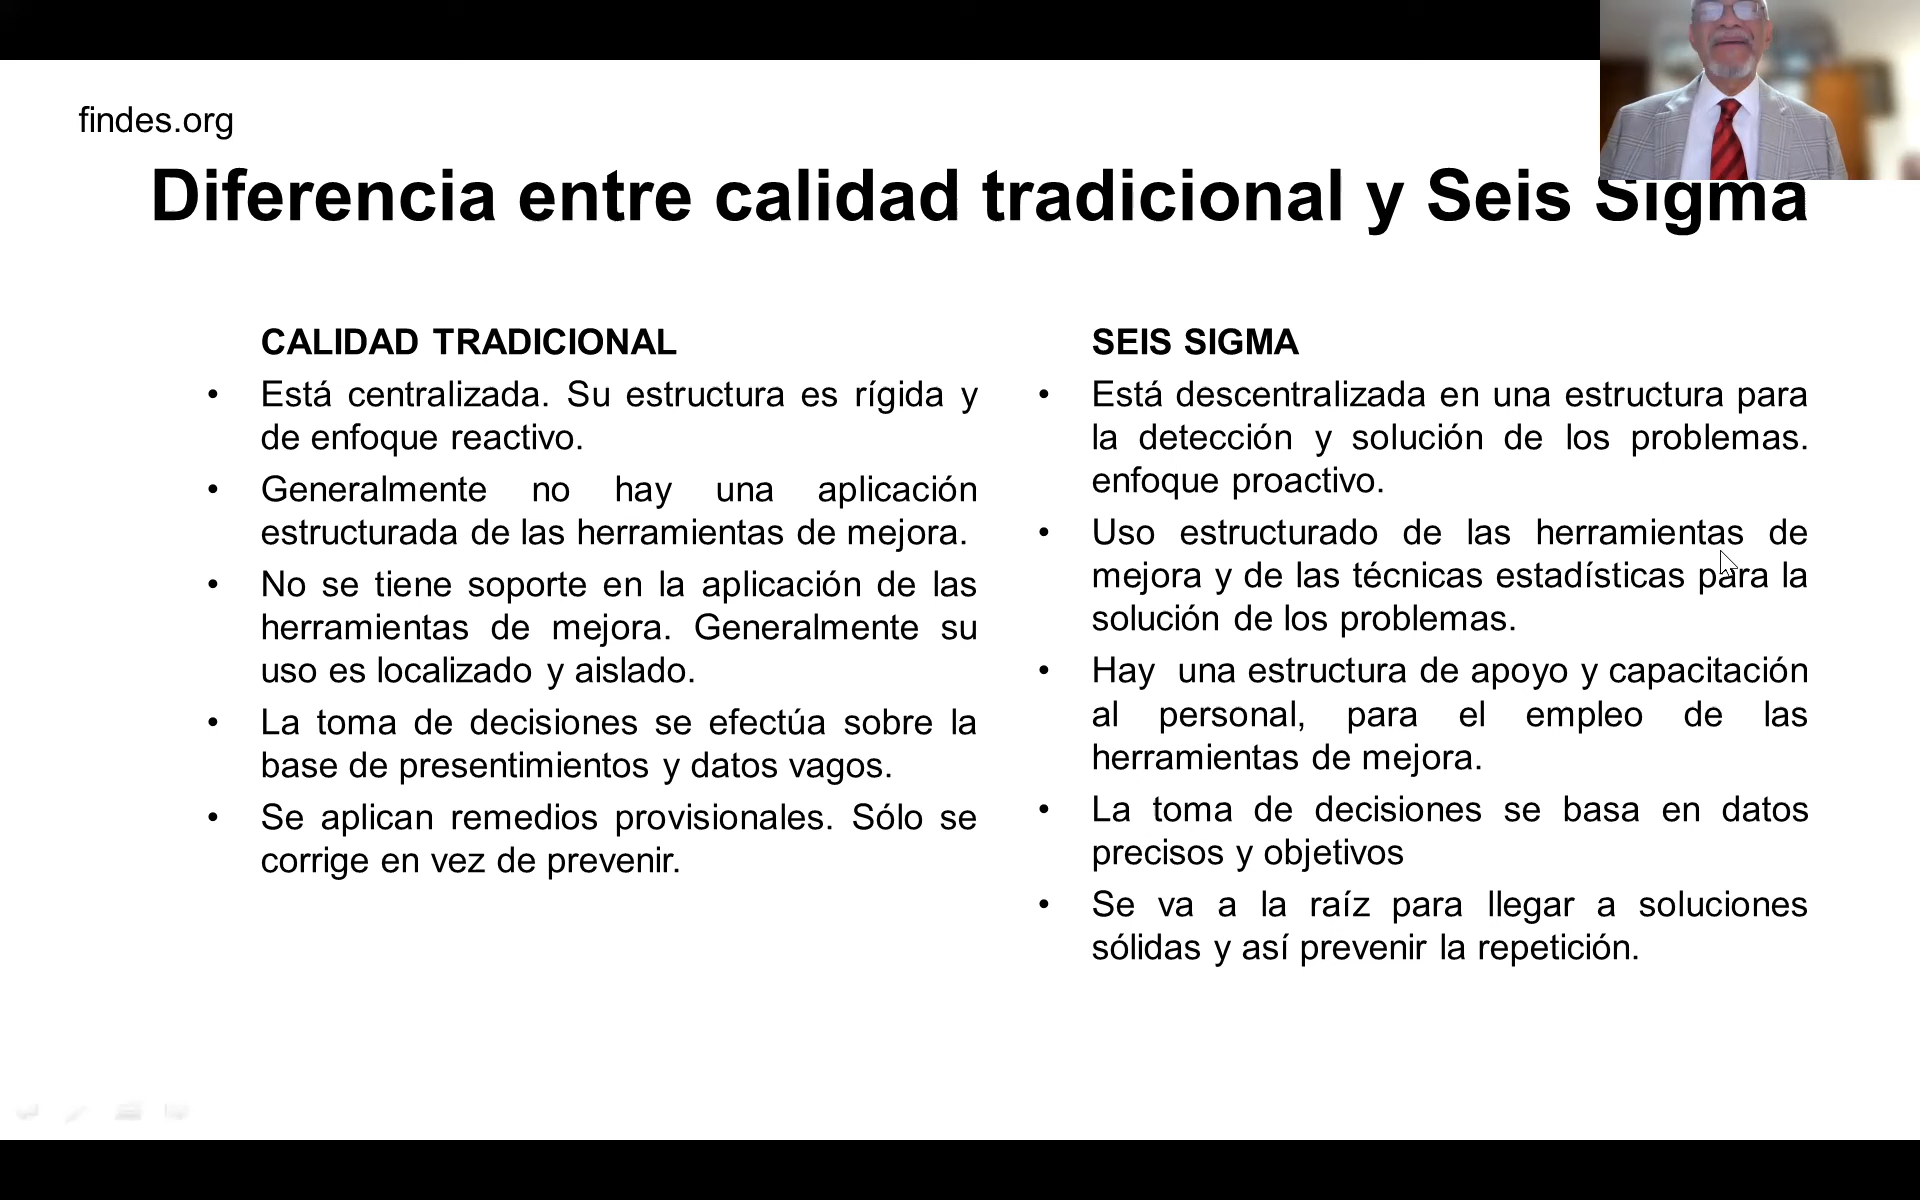 findes.org
Diferencia entre calidad tradicional y Seis Sigma
CALIDAD TRADICIONAL
• Está centralizada. Su estructura es rígida y
de enfoque reactivo.
• Generalmente no hay una aplicación
estructurada de las herramientas de mejora.
• No se tiene soporte en la aplicación de las
herramientas de mejora. Generalmente su
uso es localizado y aislado.
• La toma de decisiones se efectúa sobre la
base de presentimientos y datos vagos.
• Se aplican remedios provisionales. Sólo se
corrige en vez de prevenir.
SEIS SIGMA
• Está descentralizada en una estructura para
la detección y solución de los problemas.
enfoque proactivo.
• Uso estructurado de las herramientas de
mejora y de las técnicas estadísticas para la
solución de los problemas.
• Hay una estructura de apoyo y capacitación
al personal, para el empleo de las
herramientas de mejora.
• La toma de decisiones se basa en datos
precisos y objetivos
• Se va a la raíz para llegar a soluciones
sólidas y así prevenir la repetición.